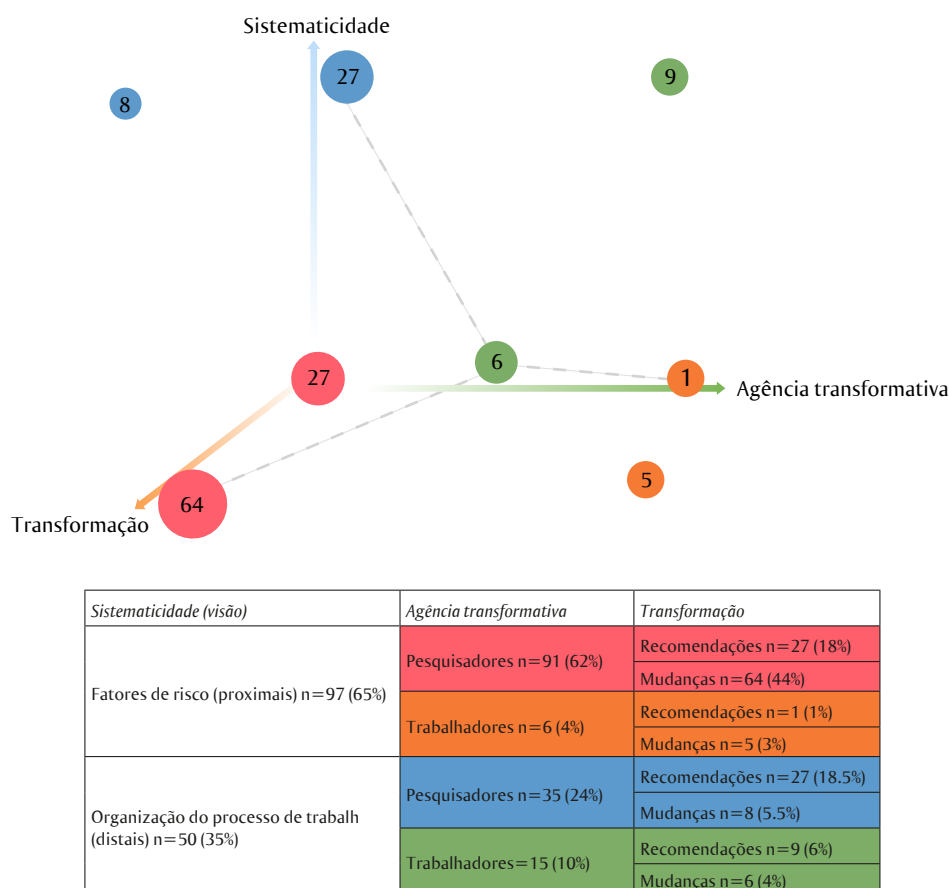 Sistematicidade
27
9
8
6
27
1
Agência transformativa
5
64
Transformação
Sistematicidade (visão)
Agência transformativa
Transformação
Fatores de risco (proximais) n=97 (65%)
Pesquisadores n=91 (62%)
Recomendações n=27 (18%)
Mudanças n=64 (44%)
Trabalhadores n=6 (4%)
Recomendações n=1 (1%)
Mudanças n=5 (3%)
Organização do processo de trabalh
(distais) n=50 (35%)
Pesquisadores n=35 (24%)
Recomendações n=27 (18.5%)
Mudanças n=8 (5.5%)
Trabalhadores=15 (10%)
Recomendações n=9 (6%)
Mudanças n=6 (4%)